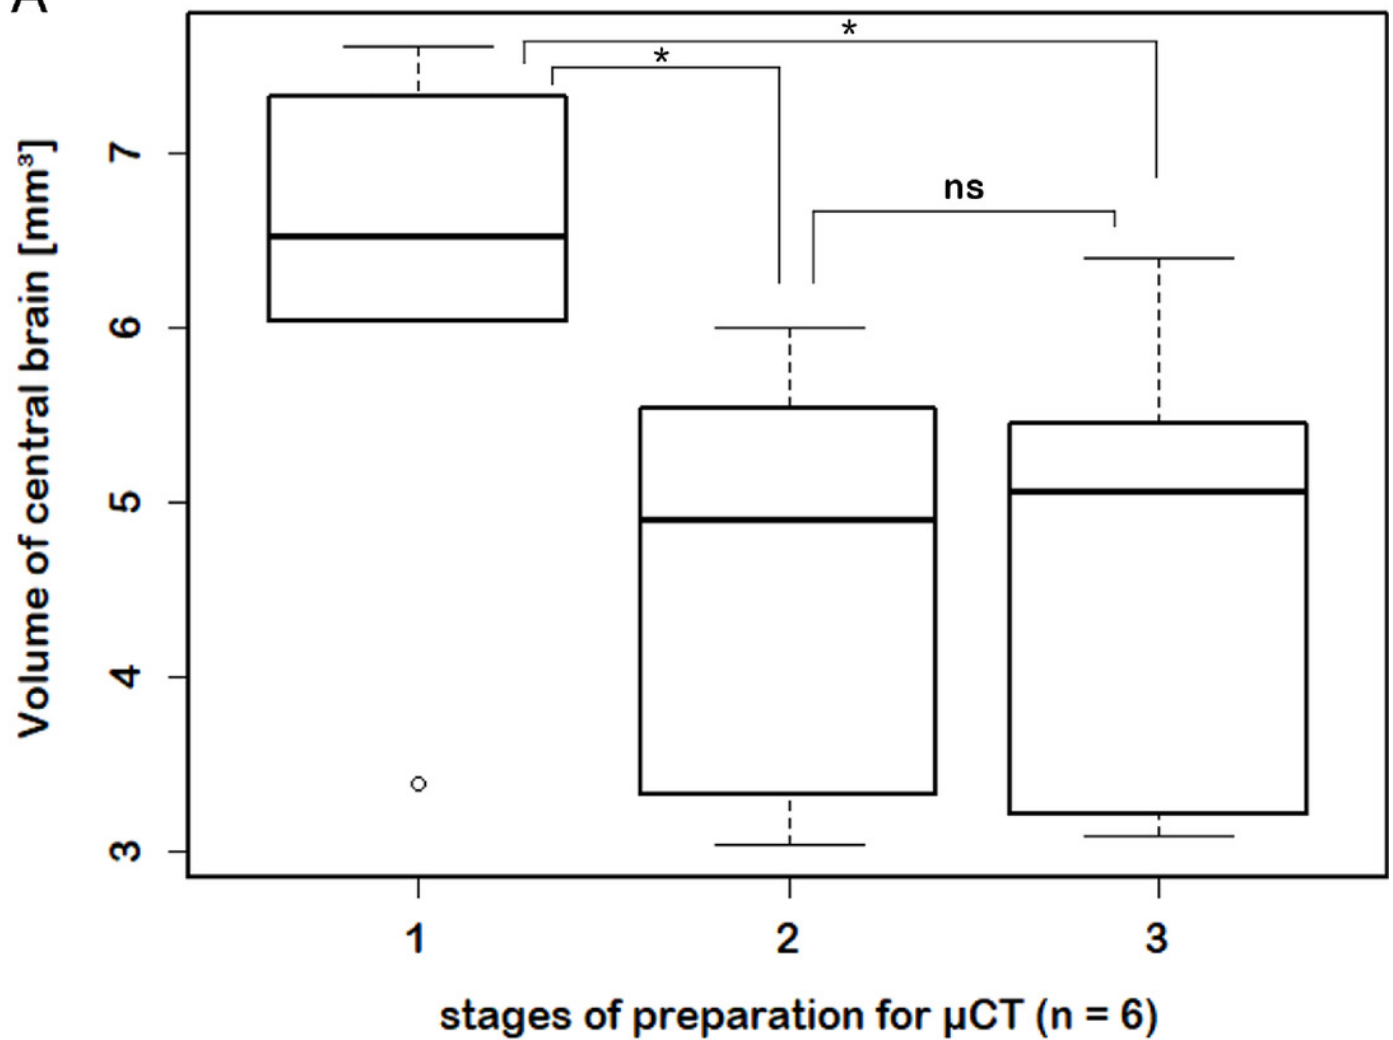 A
*
*
ns
Volume of central brain [mm³]
7
6
5
4
3
1 2 3
stages of preparation for µCT (n = 6)